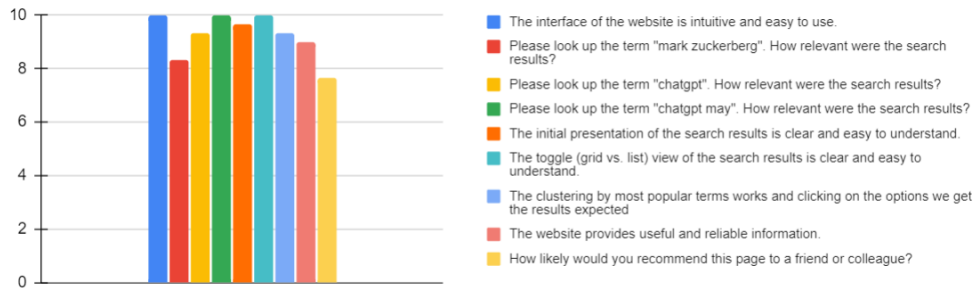 10
8
6
4
2
0
The interface of the website is intuitive and easy to use.
Please look up the term "mark zuckerberg". How relevant were the search
results?
Please look up the term "chatgpt". How relevant were the search results?
Please look up the term "chatgpt may". How relevant were the search results?
The initial presentation of the search results is clear and easy to understand.
The toggle (grid vs. list) view of the search results is clear and easy to
understand.
The clustering by most popular terms works and clicking on the options we get
the results expected
The website provides useful and reliable information.
How likely would you recommend this page to a friend or colleague?